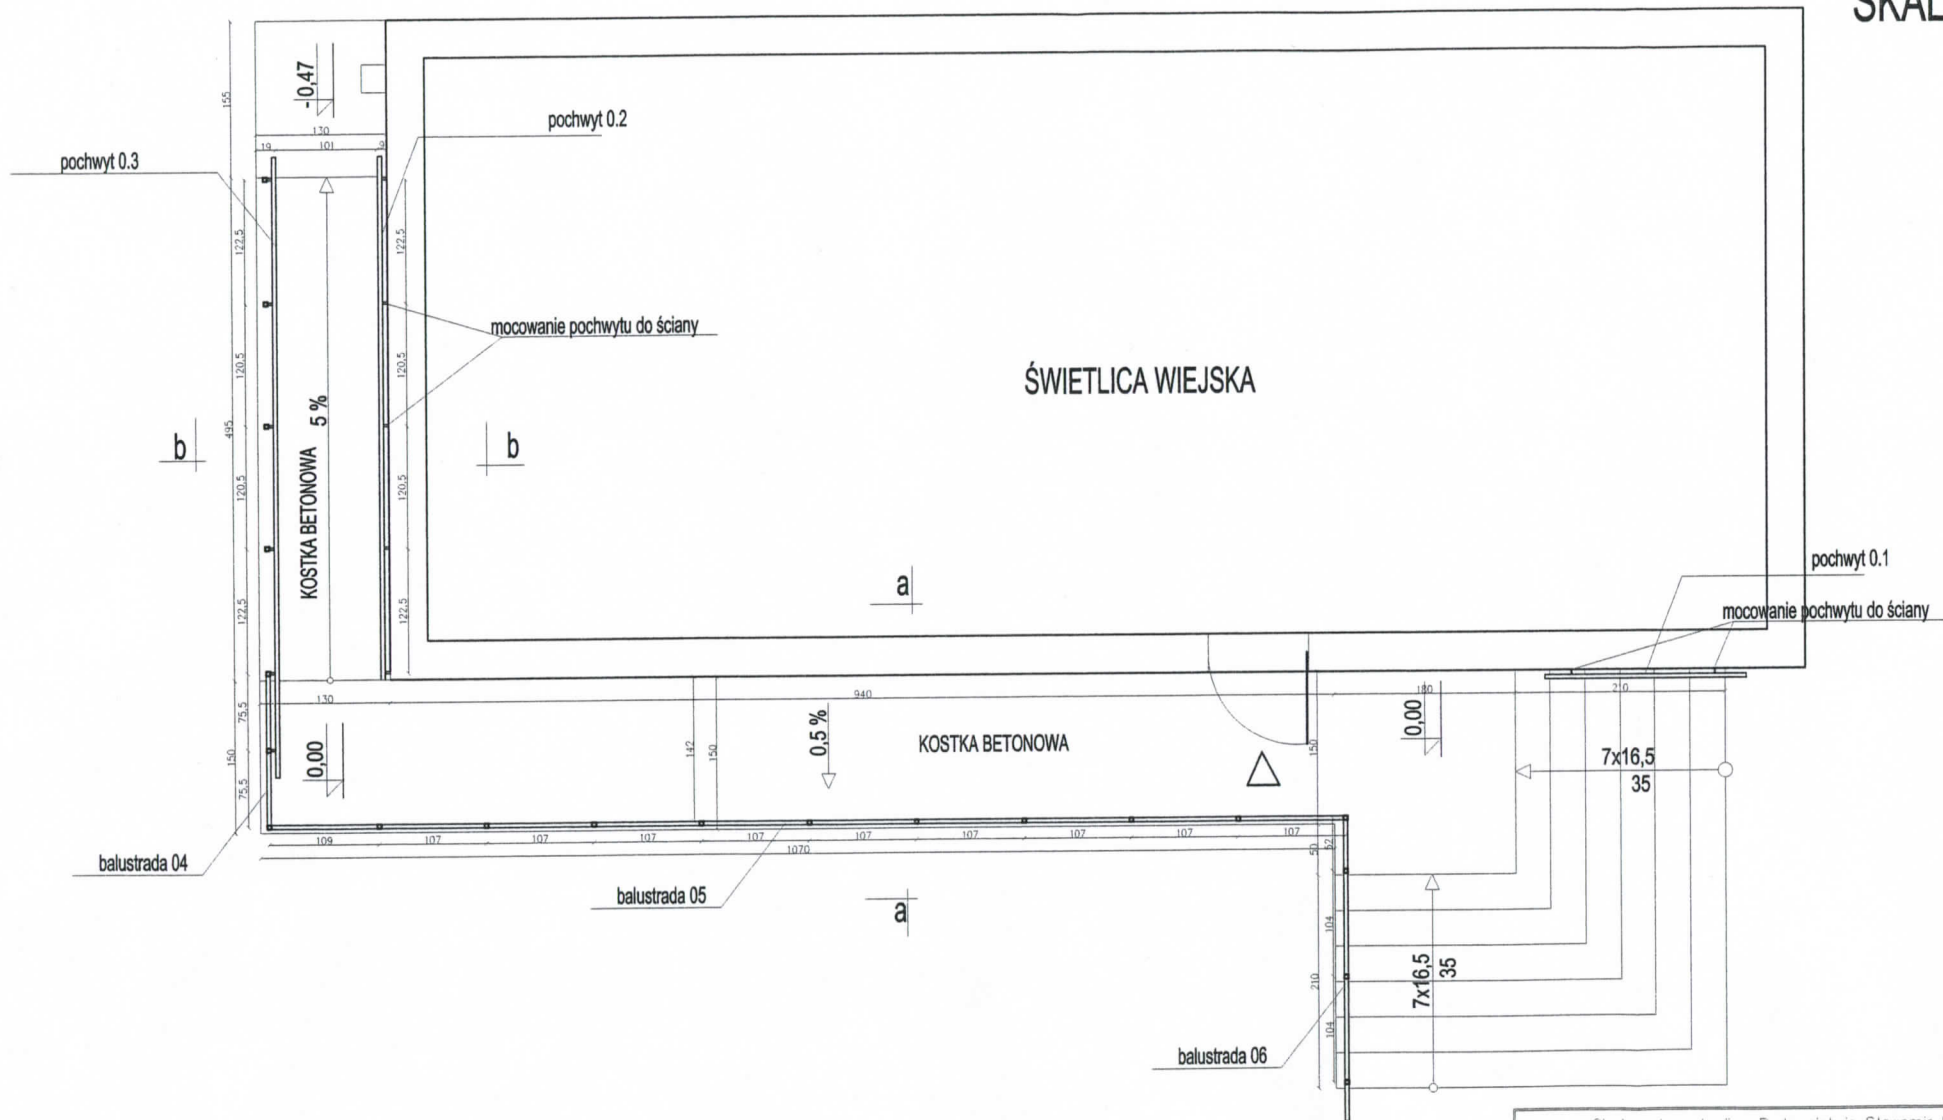 SKAL
-0,47
155
130
19 101 9
pochwyt 0.2
pochwyt 0.3
122,5
122,5
mocowanie pochwytu do ściany
120,5
120,5
ŚWIETLICA WIEJSKA
5 %
495
b
b
KOSTKA BETONOWA
120,5
120,5
122,5
122,5
a
pochwyt 0.1
mocowanie pochwytu do ściany
130
940
180
210
75,5
150
75,5
0,00
142
150
0,5 %
KOSTKA BETONOWA
150
0,00
7x16,5
35
109 107 107 107 107 107 107 107 107 107
1070
50
52
balustrada 04
balustrada 05
a
104
210
7x16,5
35
104
balustrada 06